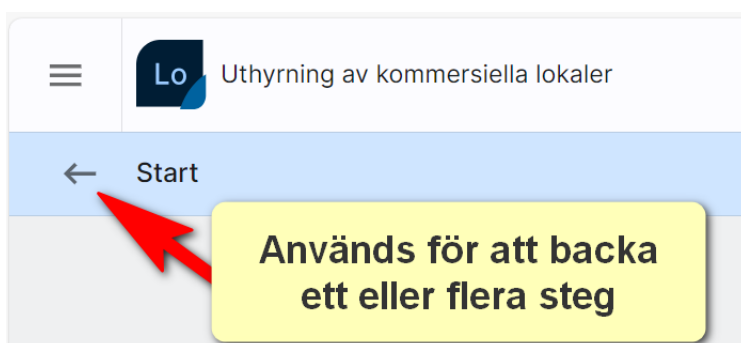 Lo
Uthyrning av kommersiella lokaler
Start
Används för att backa
ett eller flera steg